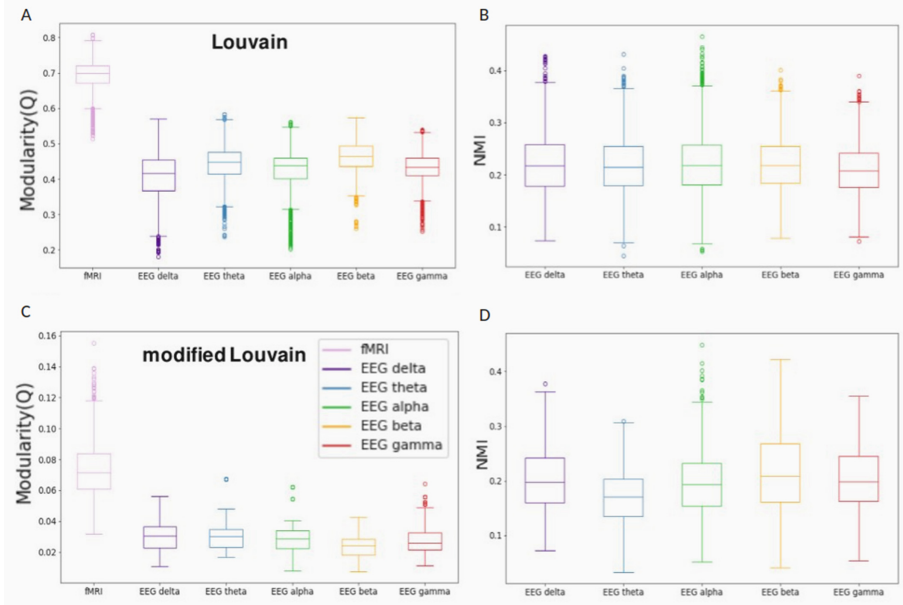 A
Louvain
Modularity(Q)
0.8
0.7
0.6
0.5
0.4
0.3
0.2
fMRI EEG delta EEG theta EEG alpha EEG beta EEG gamma
B
NMI
0.4
0.3
0.2
0.1
EEG delta EEG theta EEG alpha EEG beta EEG gamma
C
modified Louvain
Modularity(Q)
0.16
0.14
0.12
0.10
0.08
0.06
0.04
0.02
fMRI
EEG delta
EEG theta
EEG alpha
EEG beta
EEG gamma
fMRI EEG delta EEG theta EEG alpha EEG beta EEG gamma
D
NMI
0.4
0.3
0.2
0.1
EEG delta EEG theta EEG alpha EEG beta EEG gamma